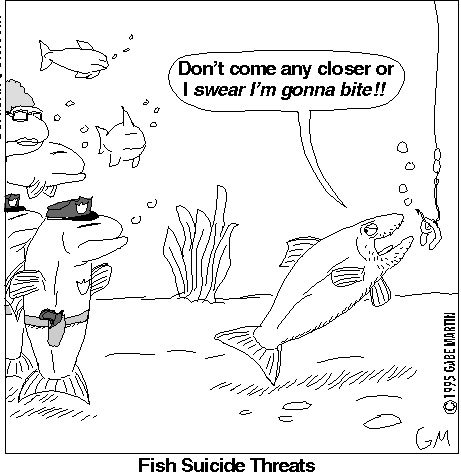 Don't come any closer or
I swear I'm gonna bite!!
© 1995 GABE MARTIN
GM
Fish Suicide Threats